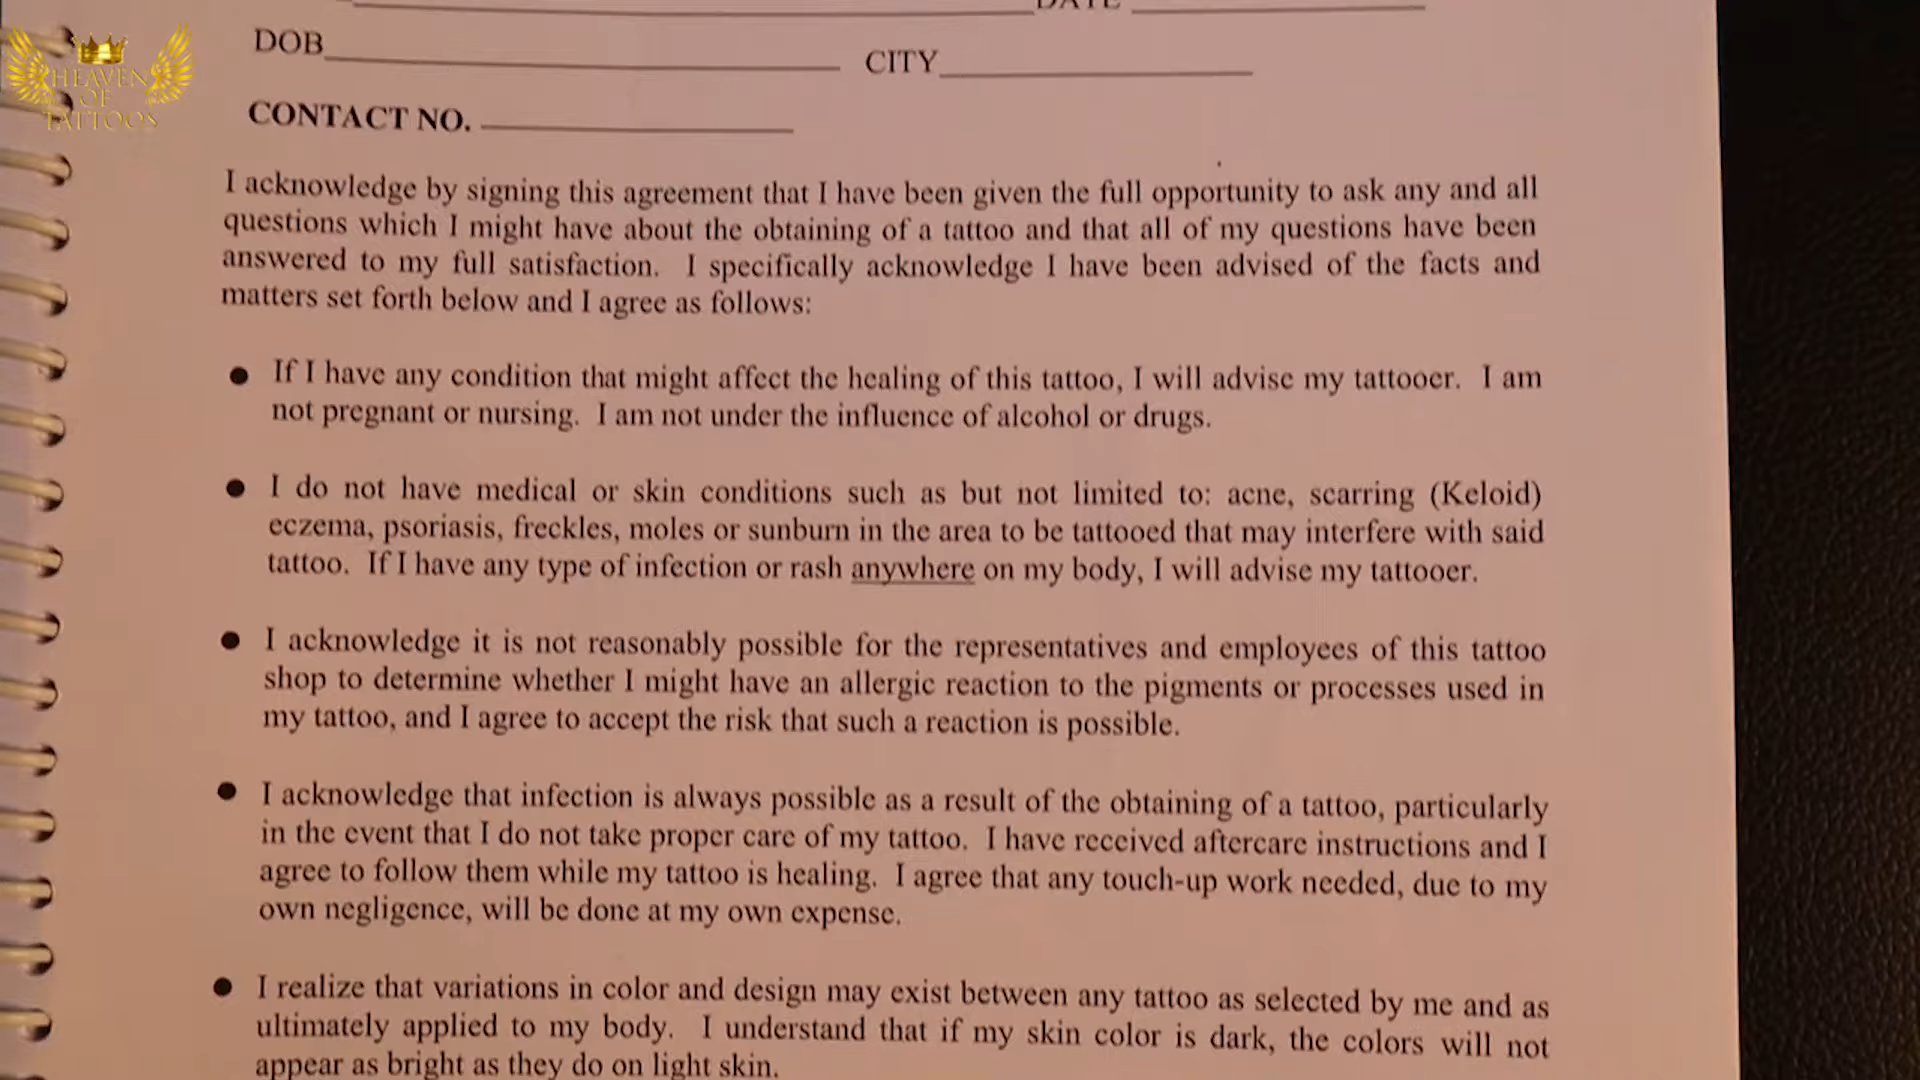 HEAVEN
OF
TATTOOS
DATE
DOB
CITY
CONTACT NO.
I acknowledge by signing this agreement that I have been given the full opportunity to ask any and all
questions which I might have about the obtaining of a tattoo and that all of my questions have been
answered to my full satisfaction. I specifically acknowledge I have been advised of the facts and
matters set forth below and I agree as follows:
● If I have any condition that might affect the healing of this tattoo, I will advise my tattooer. I am
not pregnant or nursing. I am not under the influence of alcohol or drugs.
● I do not have medical or skin conditions such as but not limited to: acne, scarring (Keloid)
eczema, psoriasis, freckles, moles or sunburn in the area to be tattooed that may interfere with said
tattoo. If I have any type of infection or rash anywhere on my body, I will advise my tattooer.
● I acknowledge it is not reasonably possible for the representatives and employees of this tattoo
shop to determine whether I might have an allergic reaction to the pigments or processes used in
my tattoo, and I agree to accept the risk that such a reaction is possible.
● I acknowledge that infection is always possible as a result of the obtaining of a tattoo, particularly
in the event that I do not take proper care of my tattoo. I have received aftercare instructions and I
agree to follow them while my tattoo is healing. I agree that any touch-up work needed, due to my
own negligence, will be done at my own expense.
● I realize that variations in color and design may exist between any tattoo as selected by me and as
ultimately applied to my body. I understand that if my skin color is dark, the colors will not
appear as bright as they do on light skin.